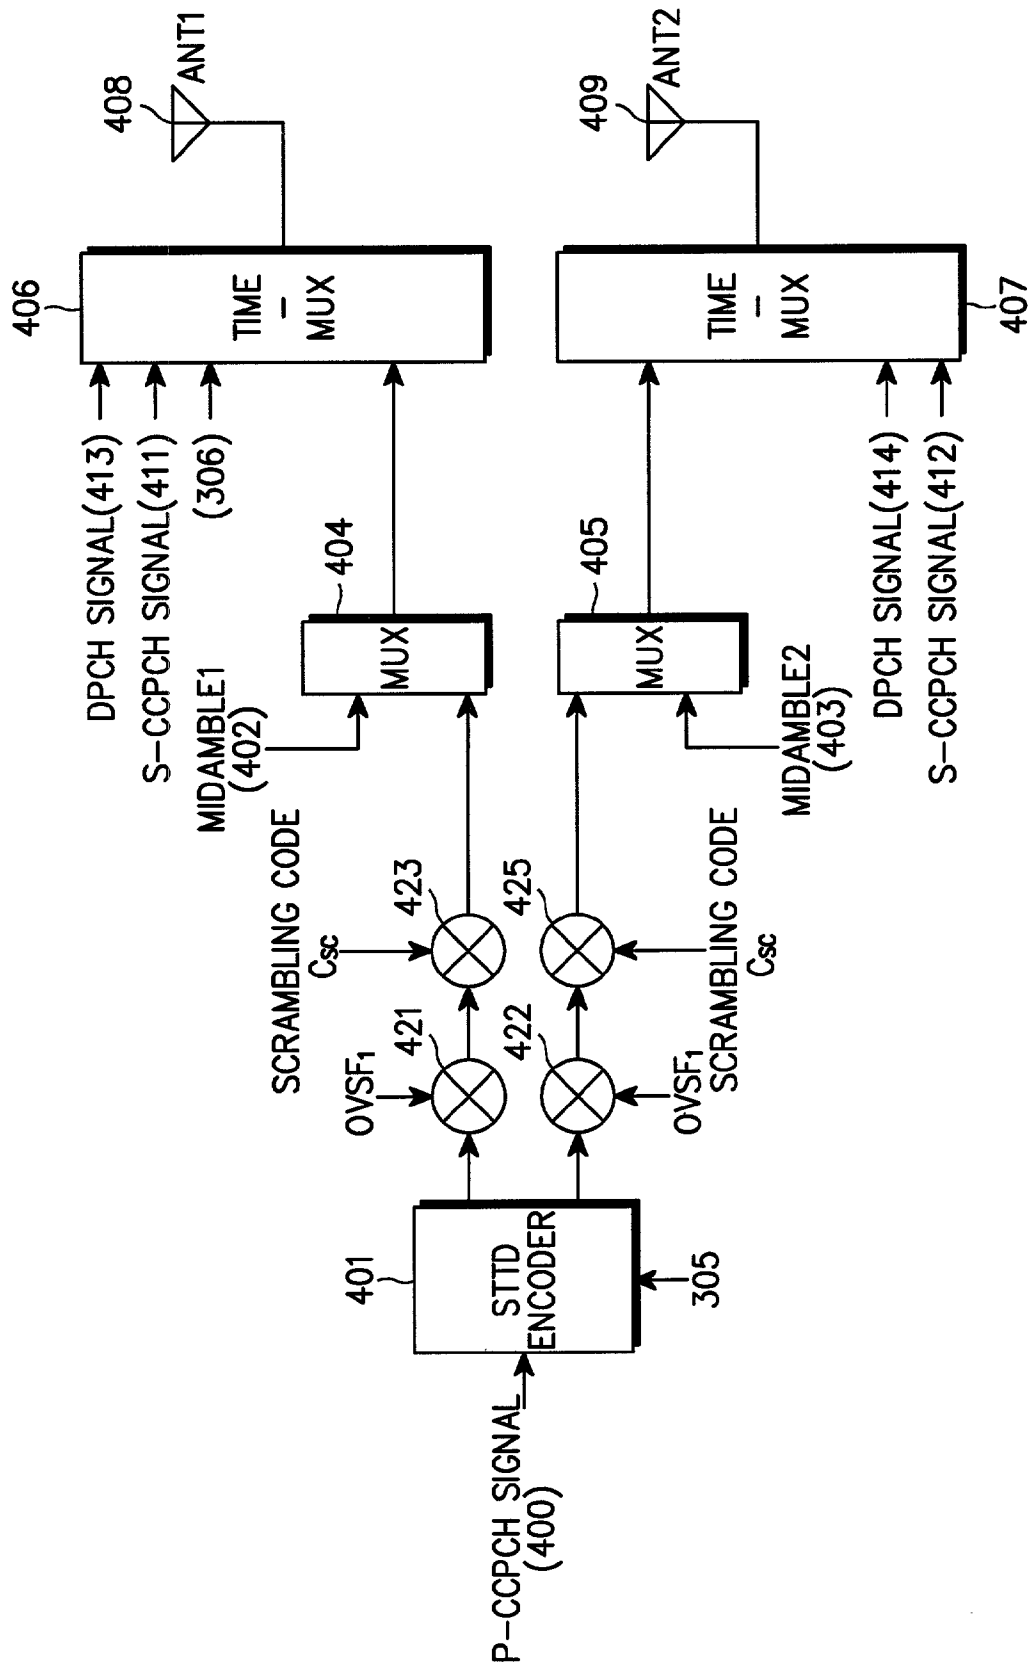 406
408
ANT1
DPCH SIGNAL(413)
S-CCPCH SIGNAL(411)
(306)
TIME
-
MUX
MIDAMBLE1
(402)
404
MUX
SCRAMBLING CODE
Csc
423
OVSF1
421
401
STTD
ENCODER
305
P-CCPCH SIGNAL
(400)
422
OVSF1
425
Csc
SCRAMBLING CODE
405
MUX
MIDAMBLE2
(403)
409
ANT2
TIME
-
MUX
407
DPCH SIGNAL(414)
S-CCPCH SIGNAL(412)